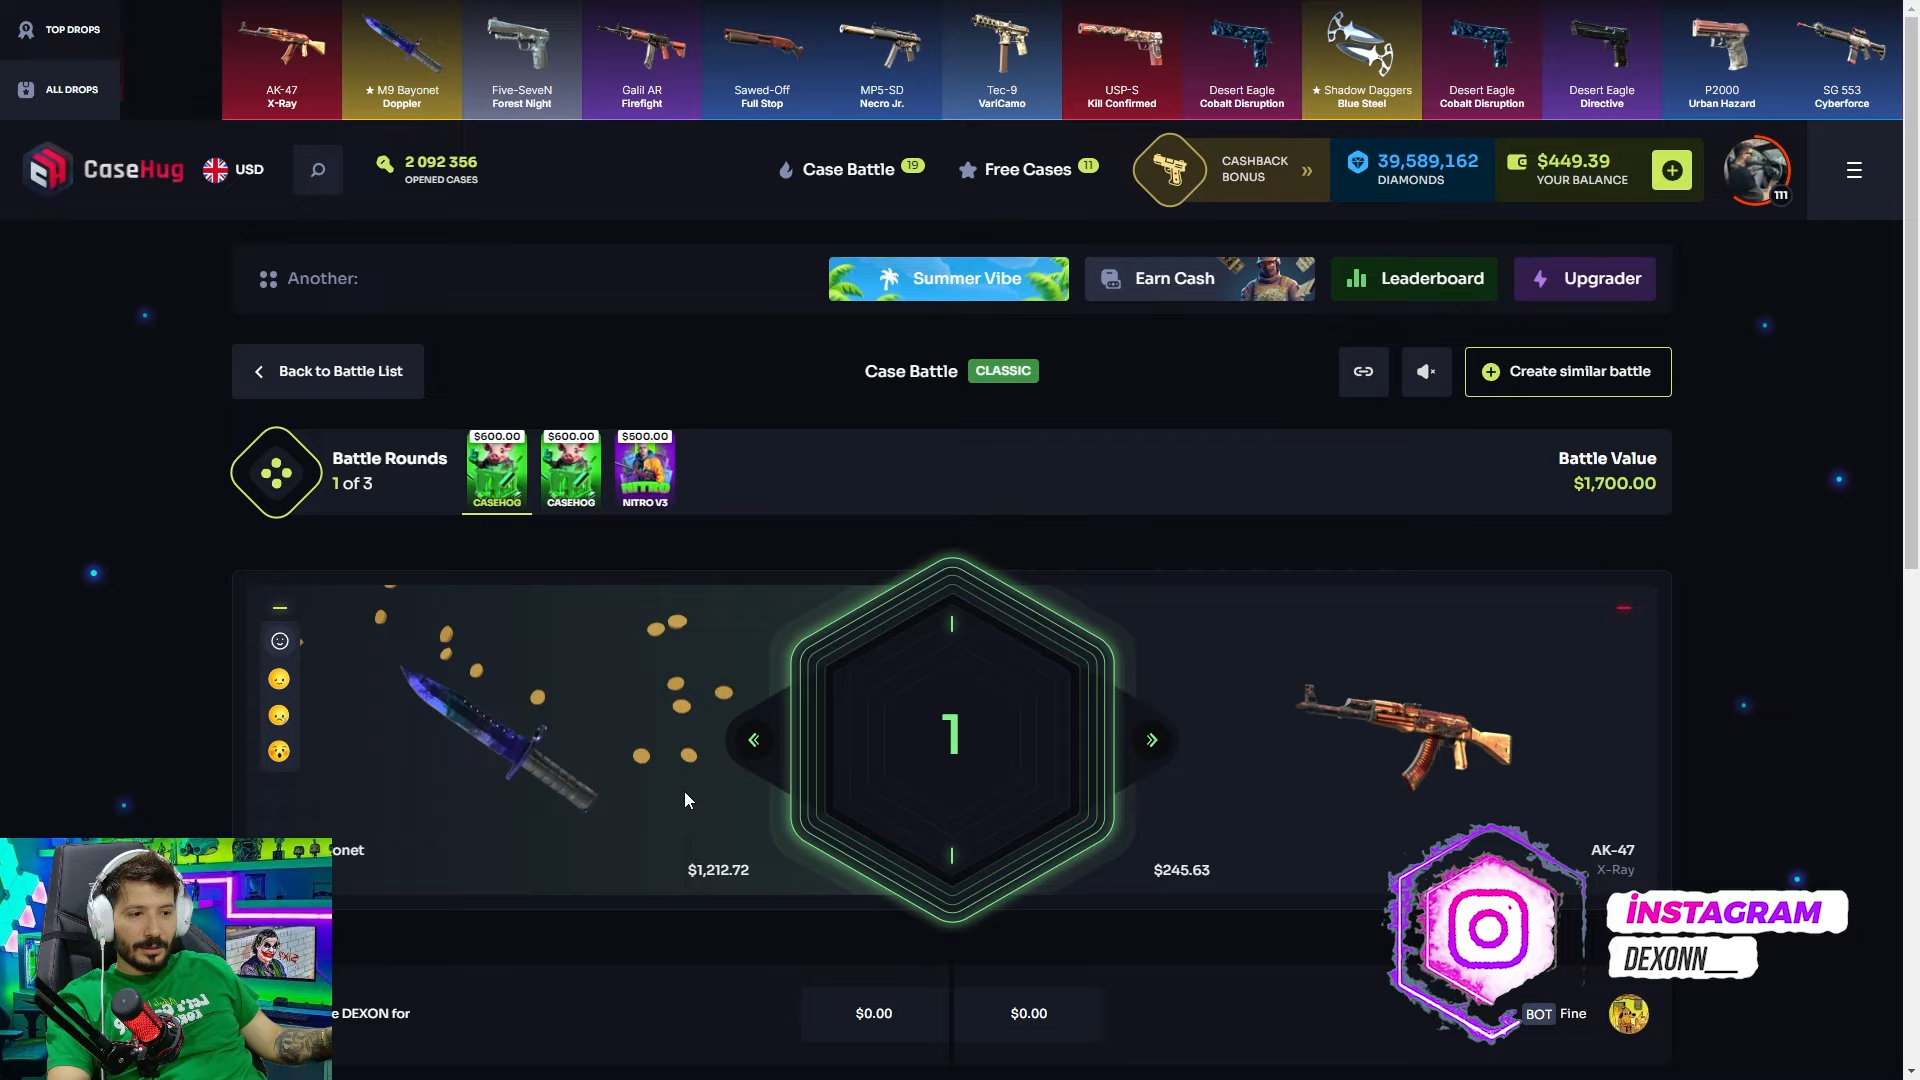 TOP DROPS
ALL DROPS
AK-47
X-Ray
★ M9 Bayonet
Doppler
Five-SeveN
Forest Night
Galil AR
Firefight
Sawed-Off
Full Stop
MP5-SD
Necro Jr.
Tec-9
VariCamo
USP-S
Kill Confirmed
Desert Eagle
Cobalt Disruption
★ Shadow Daggers
Blue Steel
Desert Eagle
Cobalt Disruption
Desert Eagle
Directive
P2000
Urban Hazard
SG 553
Cyberforce
CaseHug
USD
2 092 356
OPENED CASES
Case Battle 19
Free Cases 11
CASHBACK
BONUS
39,589,162
DIAMONDS
$449.39
YOUR BALANCE
111
Another:
Summer Vibe
Earn Cash
Leaderboard
Upgrader
Back to Battle List
Case Battle CLASSIC
Create similar battle
Battle Rounds
1 of 3
$600.00
CASEHOG
$600.00
CASEHOG
$500.00
NITRO
NITRO V3
Battle Value
$1,700.00
1
onet
$1,212.72
$245.63
AK-47
X-Ray
INSTAGRAM
DEXONN__
e DEXON for
$0.00
$0.00
BOT Fine